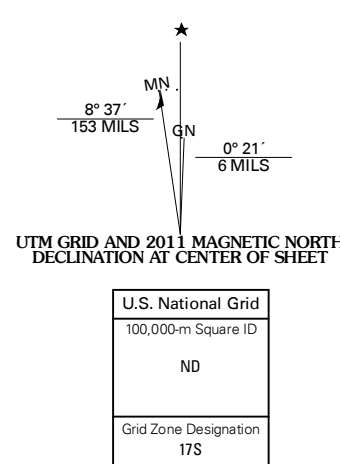 MN
8° 37´
153 MILS
GN
0° 21´
6 MILS
UTM GRID AND 2011 MAGNETIC NORTH
DECLINATION AT CENTER OF SHEET
U.S. National Grid
100,000-m Square ID
ND
Grid Zone Designation
17S